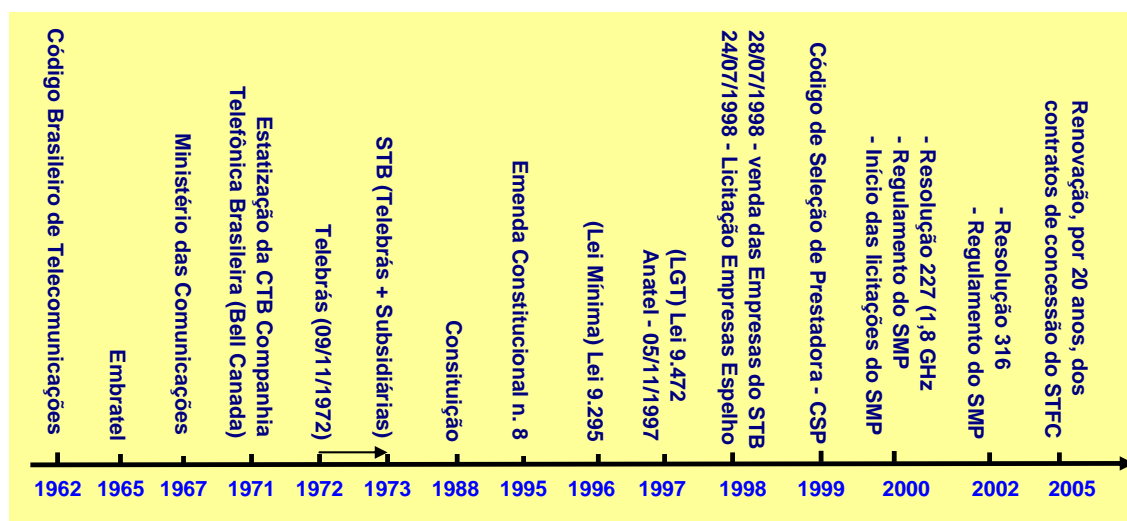 Código Brasileiro de Telecomunicações
Embratel
Ministério das Comunicações
Estatização da CTB Companhia
Telefônica Brasileira (Bell Canada)
Telebrás (09/11/1972)
STB (Telebrás + Subsidiárias)
Consituição
Emenda Constitucional n. 8
(Lei Mínima) Lei 9.295
(LGT) Lei 9.472
Anatel - 05/11/1997
28/07/1998 - venda das Empresas do STB
24/07/1998 - Licitação Empresas Espelho
Código de Seleção de Prestadora - CSP
- Resolução 227 (1,8 GHz
- Regulamento do SMP
- Início das licitações do SMP
- Resolução 316
- Regulamento do SMP
Renovação, por 20 anos, dos
contratos de concessão do STFC
1962 1965 1967 1971 1972 1973 1988 1995 1996 1997 1998 1999 2000 2002 2005